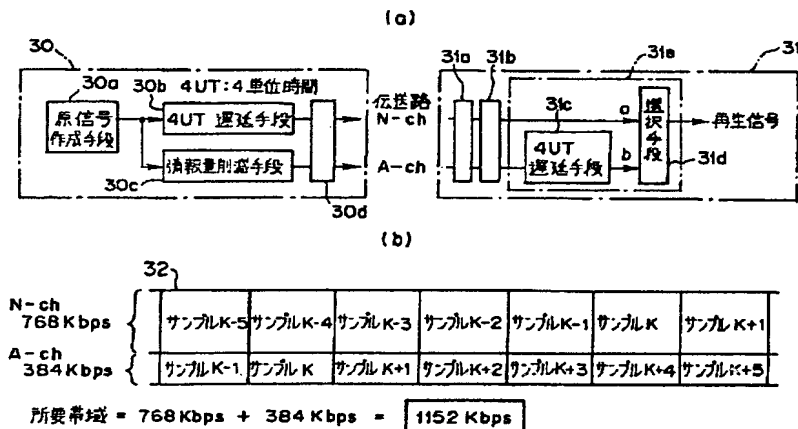 (a)
30
30a
原信号
作成手段
30b
4UT:4単位時間
4UT 遅延手段
情報量削減手段
30c
30d
伝送路
N-ch
A-ch
31
31a
31b
31e
31c
4UT
遅延手段
a
b
選択手段
31d
再生信号
(b)
32
N-ch
768Kbps
サンプルK-5 サンプルK-4 サンプルK-3 サンプルK-2 サンプルK-1 サンプルK サンプルK+1
A-ch
384Kbps
サンプルK-1 サンプルK サンプルK+1 サンプルK+2 サンプルK+3 サンプルK+4 サンプルK+5
所要帯域 = 768Kbps + 384Kbps = 1152Kbps